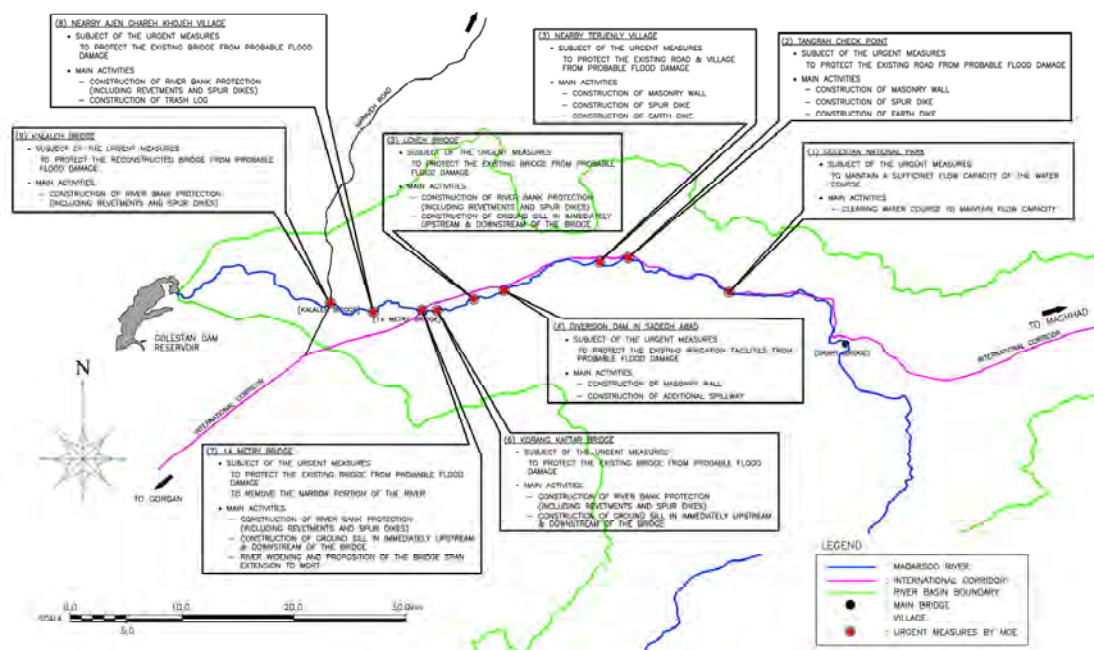 (8) NEARBY AJEN GHAREH KHOJEH VILLAGE
• SUBJECT OF THE URGENT MEASURES
TO PROTECT THE EXISTING BRIDGE FROM PROBABLE FLOOD
DAMAGE
• MAIN ACTIVITIES
– CONSTRUCTION OF RIVER BANK PROTECTION
(INCLUDING REVETMENTS AND SPUR DIKES)
– CONSTRUCTION OF TRASH LOG
(3) NEARBY TERJENLY VILLAGE
- SUBJECT OF THE URGENT MEASURES
TO PROTECT THE EXISTING ROAD & VILLAGE
FROM PROBABLE FLOOD DAMAGE
- MAIN ACTIVITIES
– CONSTRUCTION OF MASONRY WALL
– CONSTRUCTION OF SPUR DIKE
– CONSTRUCTION OF EARTH DIKE
(2) TANGRAH CHECK POINT
• SUBJECT OF THE URGENT MEASURES
TO PROTECT THE EXISTING ROAD FROM PROBABLE FLOOD DAMAGE
• MAIN ACTIVITIES
– CONSTRUCTION OF MASONRY WALL
– CONSTRUCTION OF SPUR DIKE
– CONSTRUCTION OF EARTH DIKE
(9) KALALEH BRIDGE
- SUBJECT OF THE URGENT MEASURES
TO PROTECT THE RECONSTRUCTED BRIDGE FROM PROBABLE
FLOOD DAMAGE
- MAIN ACTIVITIES
– CONSTRUCTION OF RIVER BANK PROTECTION
(INCLUDING REVETMENTS AND SPUR DIKES)
ROAD
LOVEH BRIDGE
• SUBJECT OF THE URGENT MEASURES
TO PROTECT THE EXISTING BRIDGE FROM PROBABLE
FLOOD DAMAGE
• MAIN ACTIVITIES
– CONSTRUCTION OF RIVER BANK PROTECTION
(INCLUDING REVETMENTS AND SPUR DIKES)
– CONSTRUCTION OF GROUND SILL IN IMMEDIATELY
UPSTREAM & DOWNSTREAM OF THE BRIDGE
(1) GOLESTAN NATIONAL PARK
• SUBJECT OF THE URGENT MEASURES
TO MAINTAIN A SUFFICINET FLOW CAPACITY OF THE WATER
COURSE
• MAIN ACTIVITIES
– CLEARING WATER COURSE TO MAINTAIN FLOW CAPACITY
GOLESTAN DAM
RESERVOIR
[KALALEH BRIDGE]
[14 METRY BRIDGE]
TO MACHHAD
INTERNATIONAL CORRIDOR
BRIDGE]
(4) DIVERSION DAM IN SADEGH ABAD
• SUBJECT OF THE URGENT MEASURES
TO PROTECT THE EXISTING IRRIGATION FACILITIES FROM
PROBABLE FLOOD DAMAGE
• MAIN ACTIVITIES
– CONSTRUCTION OF MASONRY WALL
– CONSTRUCTION OF ADDITIONAL SPILLWAY
N
INTERNATIONAL CORRIDOR
TO GORGAN
(7) 14 METRY BRIDGE
• SUBJECT OF THE URGENT MEASURES
TO PROTECT THE EXISTING BRIDGE FROM PROBABLE FLOOD
DAMAGE
TO REMOVE THE NARROW PORTION OF THE RIVER
• MAIN ACTIVITIES
– CONSTRUCTION OF RIVER BANK PROTECTION
(INCLUDING REVETMENTS AND SPUR DIKES)
– CONSTRUCTION OF GROUND SILL IN IMMEDIATELY UPSTREAM
& DOWNSTREAM OF THE BRIDGE
– RIVER WIDENING AND PROPOSITION OF THE BRIDGE SPAN
EXTENSION TO MORT
(6) KORANG KAFTAR BRIDGE
- SUBJECT OF THE URGENT MEASURES
TO PROTECT THE EXISTING BRIDGE FROM PROBABLE FLOOD
DAMAGE
- MAIN ACTIVITIES
– CONSTRUCTION OF RIVER BANK PROTECTION
(INCLUDING REVETMENTS AND SPUR DIKES)
– CONSTRUCTION OF GROUND SILL IN IMMEDIATELY UPSTREAM
& DOWNSTREAM OF THE BRIDGE
LEGEND
: MADARSOO RIVER
: INTERNATIONAL CORRIDOR
: RIVER BASIN BOUNDARY
: MAIN BRIDGE
: VILLAGE
: URGENT MEASURES BY MOE
0,0 10,0 20,0 30,0km
SCALE
5,0